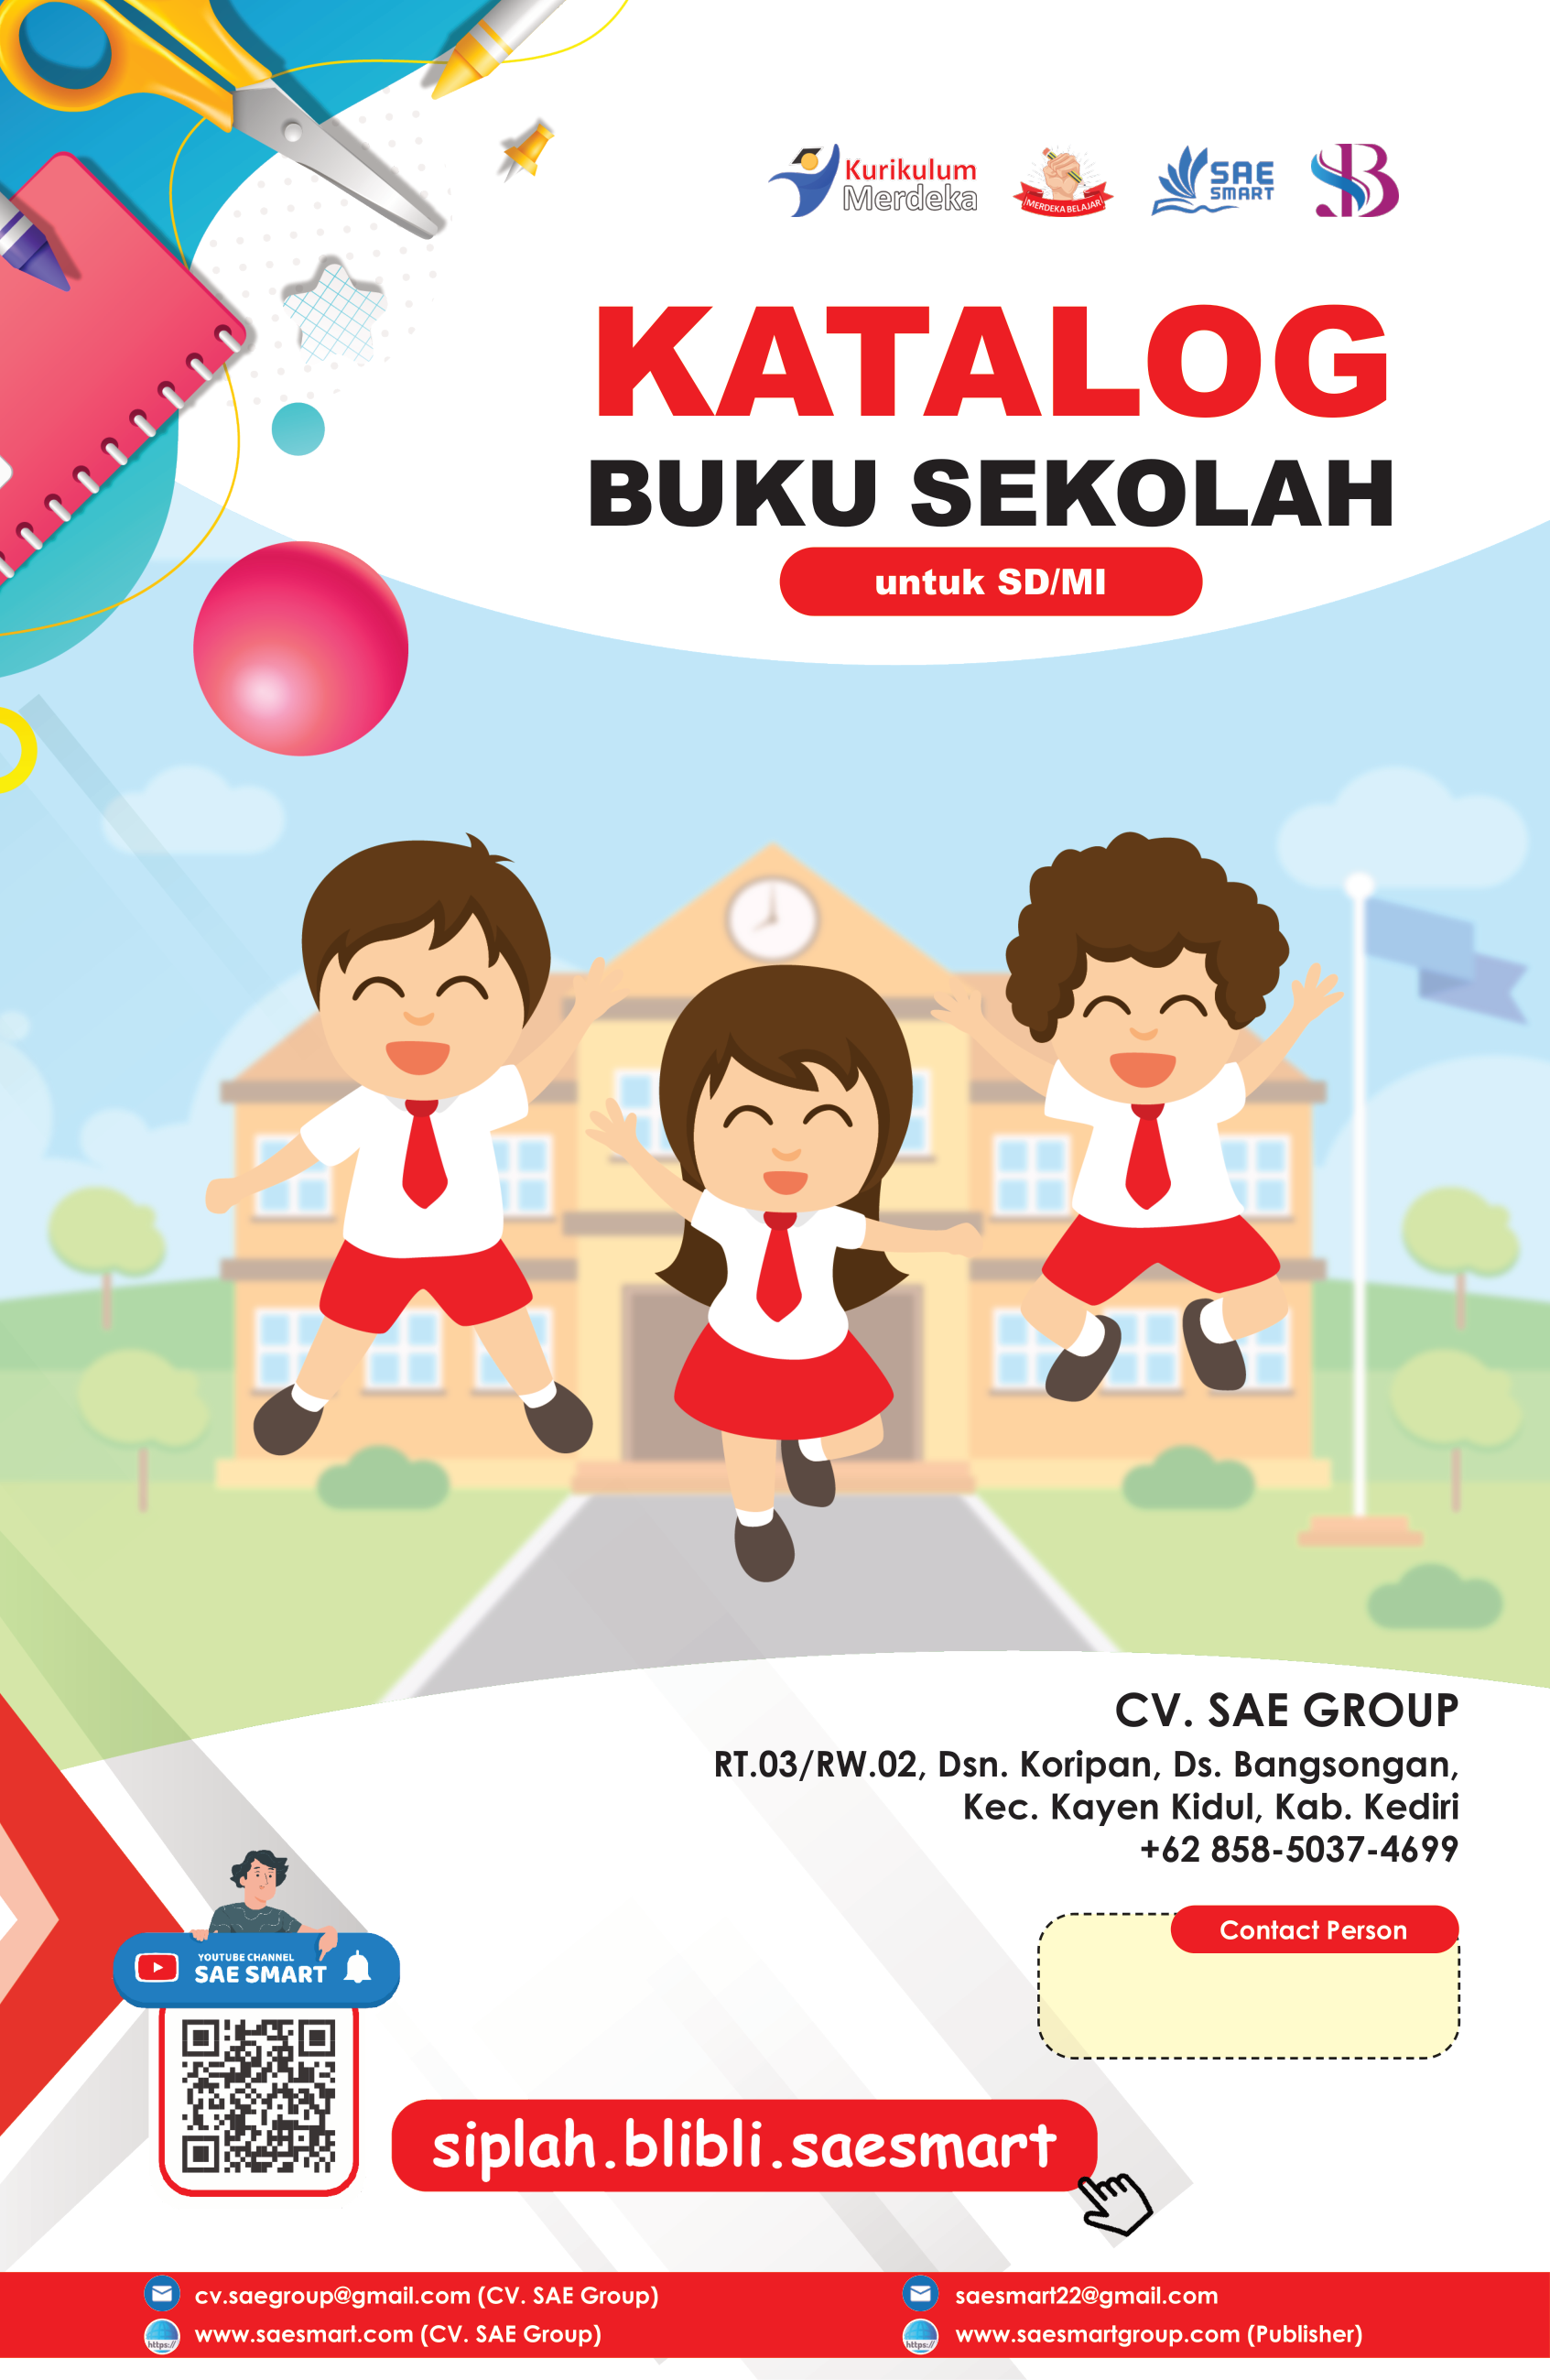 Kurikulum
Merdeka
MERDEKA BELAJAR
SAE
SMART
SB
KATALOG
BUKU SEKOLAH
untuk SD/MI
CV. SAE GROUP
RT.03/RW.02, Dsn. Koripan, Ds. Bangsongan,
Kec. Kayen Kidul, Kab. Kediri
+62 858-5037-4699
Contact Person
YOUTUBE CHANNEL
SAE SMART
siplah.blibli.saesmart
cv.saegroup@gmail.com (CV. SAE Group)
saesmart22@gmail.com
https://
www.saesmart.com (CV. SAE Group)
https://
www.saesmartgroup.com (Publisher)